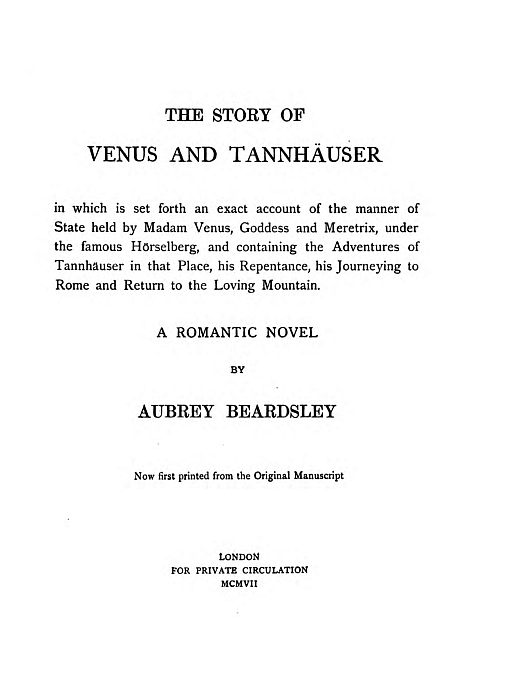 THE STORY OF
VENUS AND TANNHÄUSER
in which is set forth an exact account of the manner of
State held by Madam Venus, Goddess and Meretrix, under
the famous Hörselberg, and containing the Adventures of
Tannhäuser in that Place, his Repentance, his Journeying to
Rome and Return to the Loving Mountain.
A ROMANTIC NOVEL
BY
AUBREY BEARDSLEY
Now first printed from the Original Manuscript
LONDON
FOR PRIVATE CIRCULATION
MCMVII